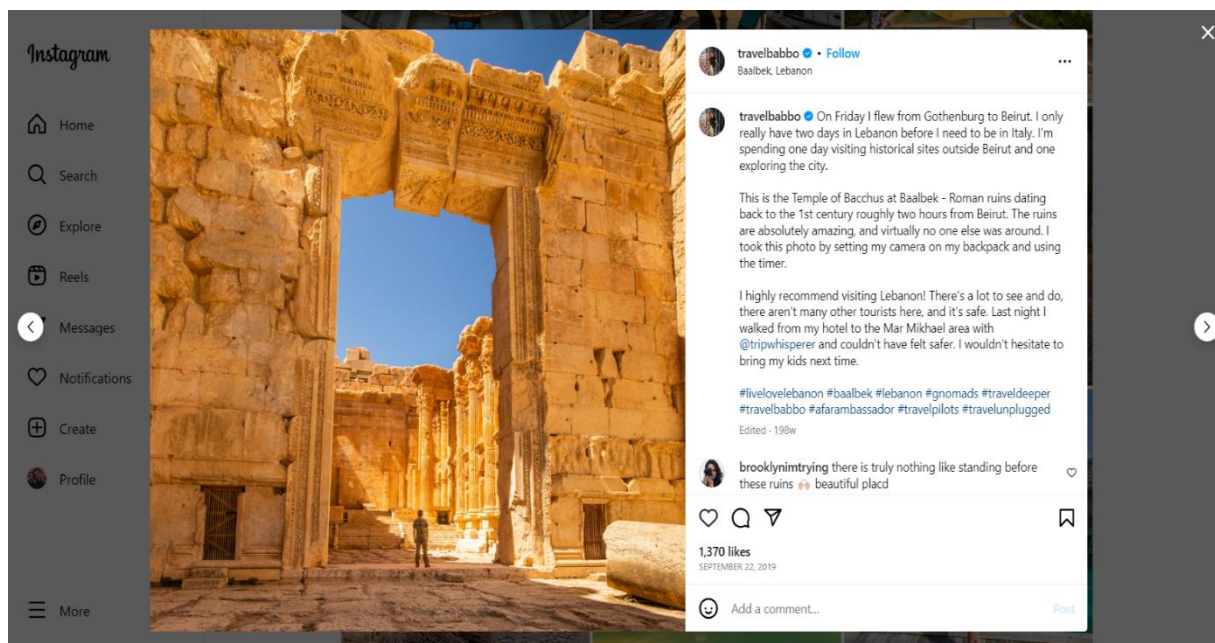 Instagram
Home
Search
Explore
Reels
Messages
Notifications
Create
Profile
More
travelbabbo • Follow
Baalbek, Lebanon
travelbabbo On Friday I flew from Gothenburg to Beirut. I only
really have two days in Lebanon before I need to be in Italy. I'm
spending one day visiting historical sites outside Beirut and one
exploring the city.
This is the Temple of Bacchus at Baalbek - Roman ruins dating
back to the 1st century roughly two hours from Beirut. The ruins
are absolutely amazing, and virtually no one else was around. I
took this photo by setting my camera on my backpack and using
the timer.
I highly recommend visiting Lebanon! There's a lot to see and do,
there aren't many other tourists here, and it's safe. Last night I
walked from my hotel to the Mar Mikhael area with
@tripwhisperer and couldn't have felt safer. I wouldn't hesitate to
bring my kids next time.
#livelovelebanon #baalbek #lebanon #gnomads #traveldeeper
#travelbabbo #afarambassador #travelpilots #travelunplugged
Edited · 198w
brooklynimtrying there is truly nothing like standing before
these ruins 🙌🏻 beautiful placd
1,370 likes
SEPTEMBER 22, 2019
Add a comment...
Post